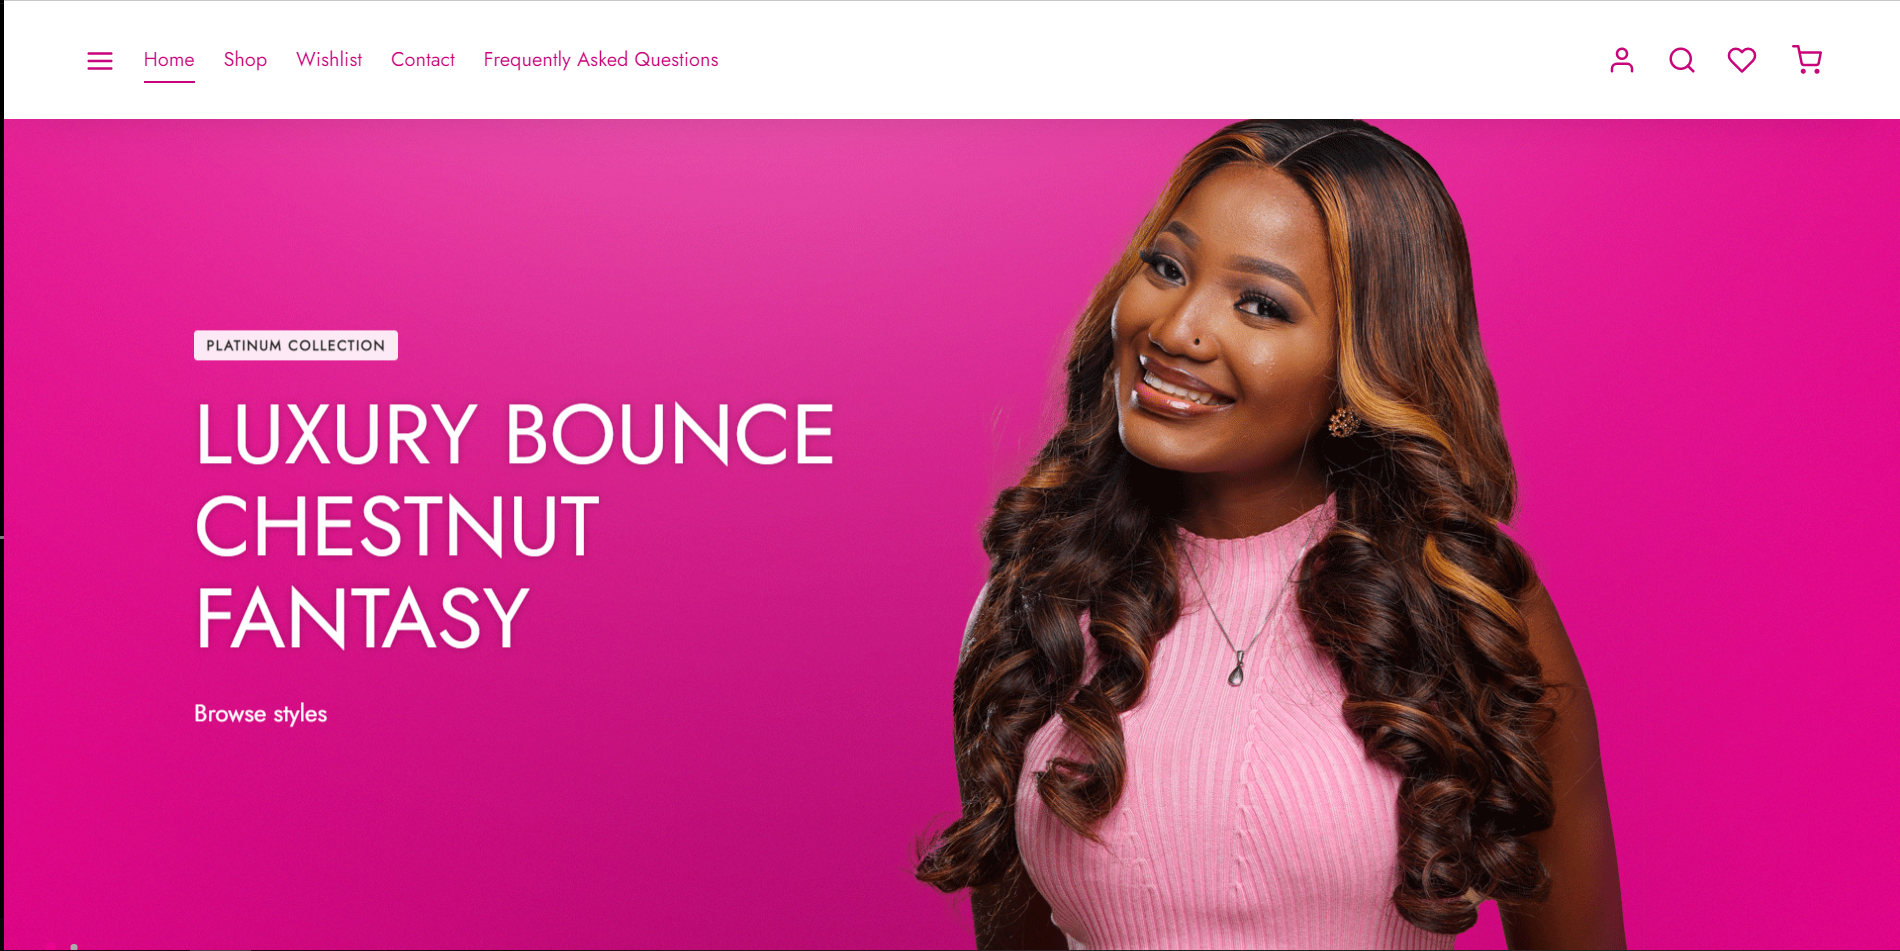 Home Shop Wishlist Contact Frequently Asked Questions
PLATINUM COLLECTION
LUXURY BOUNCE
CHESTNUT
FANTASY
Browse styles